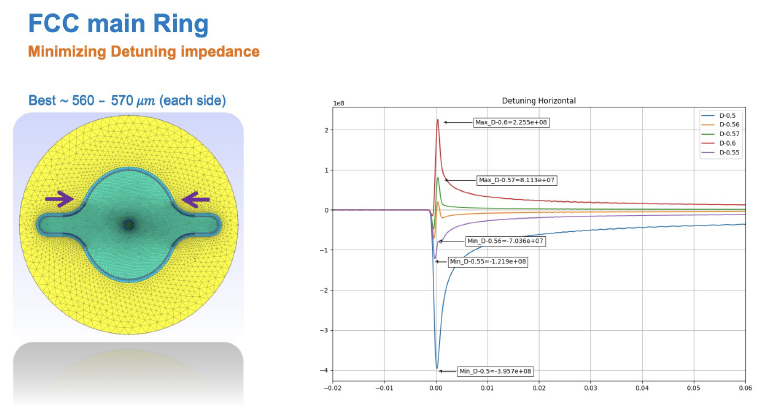 FCC main Ring
Minimizing Detuning impedance
Best ~ 560 – 570 𝜇𝑚 (each side)
Detuning Horizontal
1e8
D-0.5
D-0.56
D-0.57
D-0.6
D-0.55
Max_D-0.6=2.255e+08
Max_D-0.57=8.113e+07
Min_D-0.56=-7.036e+07
Min_D-0.55=-1.219e+08
Min_D-0.5=-3.957e+08
2
1
0
−1
−2
−3
−4
−0.02 −0.01 0.00 0.01 0.02 0.03 0.04 0.05 0.06